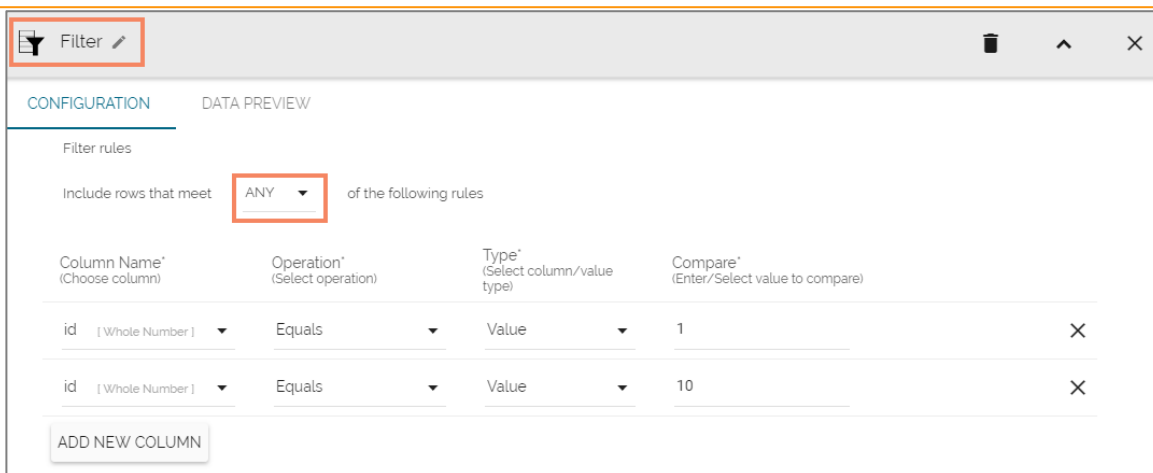 Filter
CONFIGURATION DATA PREVIEW
Filter rules
Include rows that meet ANY of the following rules
Column Name* Operation* Type* Compare*
(Choose column) (Select operation) (Select column/value type) (Enter/Select value to compare)
id [ Whole Number ] Equals Value 1
id [ Whole Number ] Equals Value 10
ADD NEW COLUMN